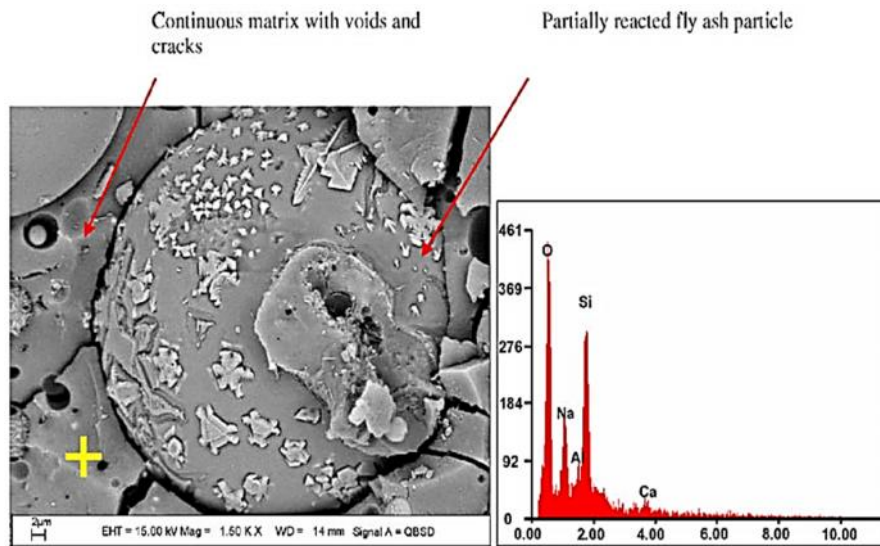 Continuous matrix with voids and
cracks
Partially reacted fly ash particle
2µm
EHT = 15.00 kV Mag = 1.50 K X WD = 14 mm Signal A = QBSD
461
369
276
184
92
0
O
Si
Na
Al
Ca
0.00 2.00 4.00 6.00 8.00 10.00